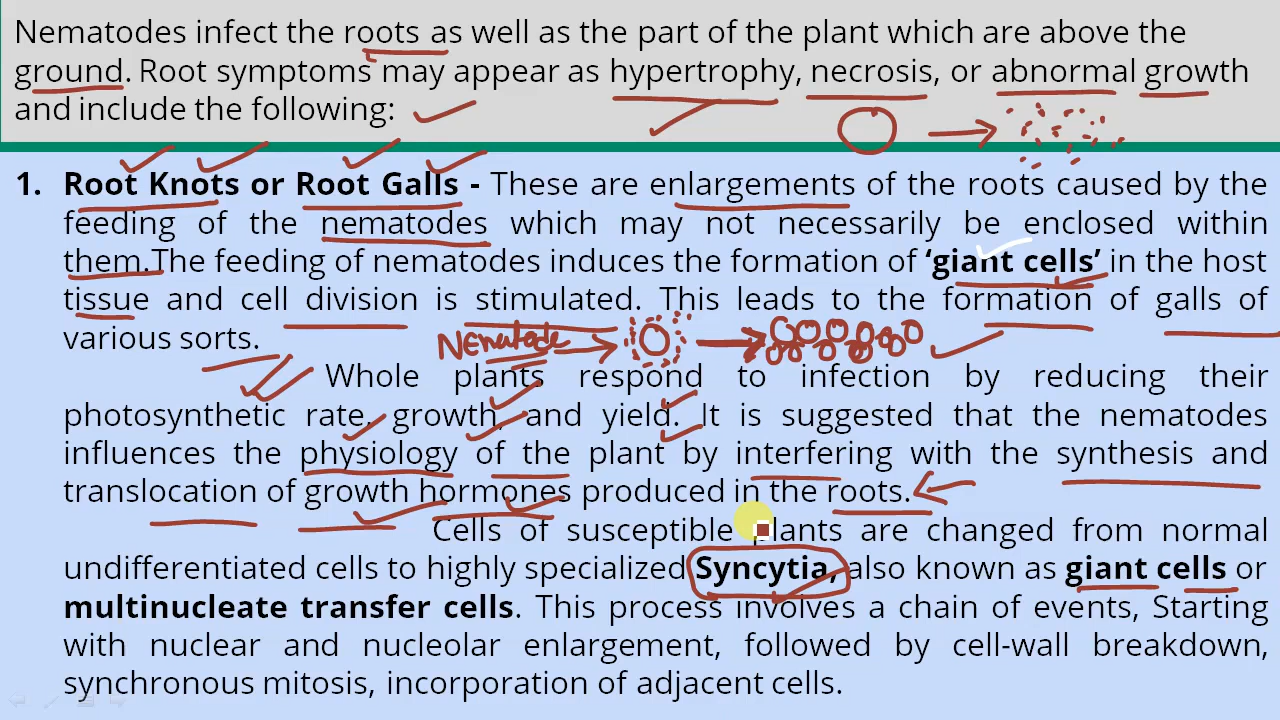 Nematodes infect the roots as well as the part of the plant which are above the
ground. Root symptoms may appear as hypertrophy, necrosis, or abnormal growth
and include the following:
1. Root Knots or Root Galls - These are enlargements of the roots caused by the
feeding of the nematodes which may not necessarily be enclosed within
them.The feeding of nematodes induces the formation of ‘giant cells’ in the host
tissue and cell division is stimulated. This leads to the formation of galls of
various sorts.
Nematode
Whole plants respond to infection by reducing their
photosynthetic rate, growth, and yield. It is suggested that the nematodes
influences the physiology of the plant by interfering with the synthesis and
translocation of growth hormones produced in the roots.
Cells of susceptible plants are changed from normal
undifferentiated cells to highly specialized Syncytia, also known as giant cells or
multinucleate transfer cells. This process involves a chain of events, Starting
with nuclear and nucleolar enlargement, followed by cell-wall breakdown,
synchronous mitosis, incorporation of adjacent cells.